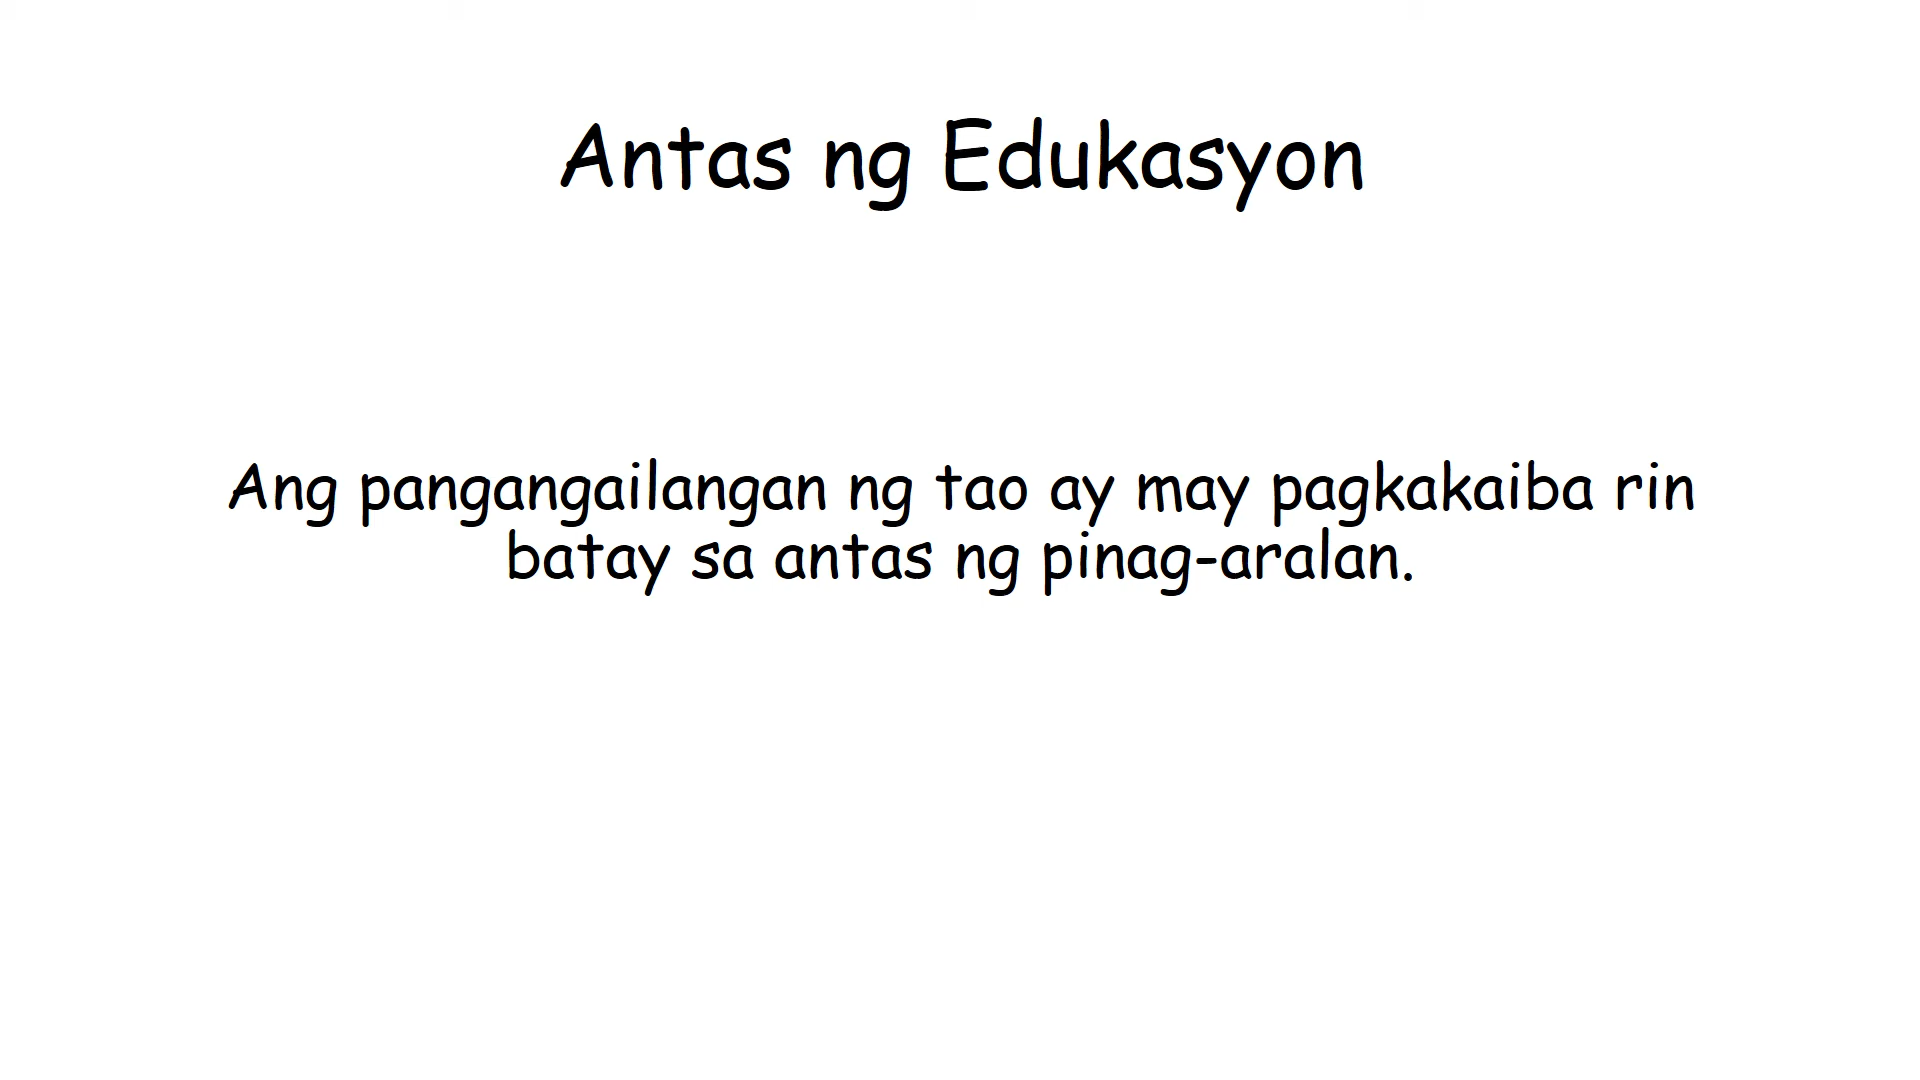 Antas ng Edukasyon
Ang pangangailangan ng tao ay may pagkakaiba rin
batay sa antas ng pinag-aralan.